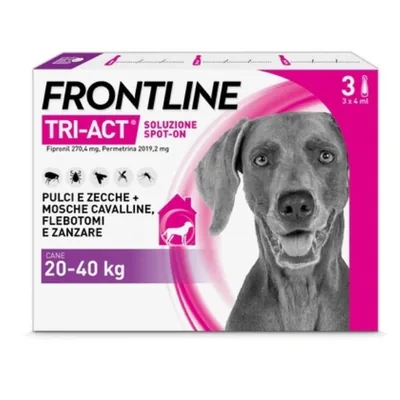 FRONTLINE
TRI-ACT® SOLUZIONE SPOT-ON
Fipronil 270,4 mg, Permetrina 2019,2 mg
3
3 x 4 ml
PULCI E ZECCHE +
MOSCHE CAVALLINE,
FLEBOTOMI
E ZANZARE
CANE
20-40 kg